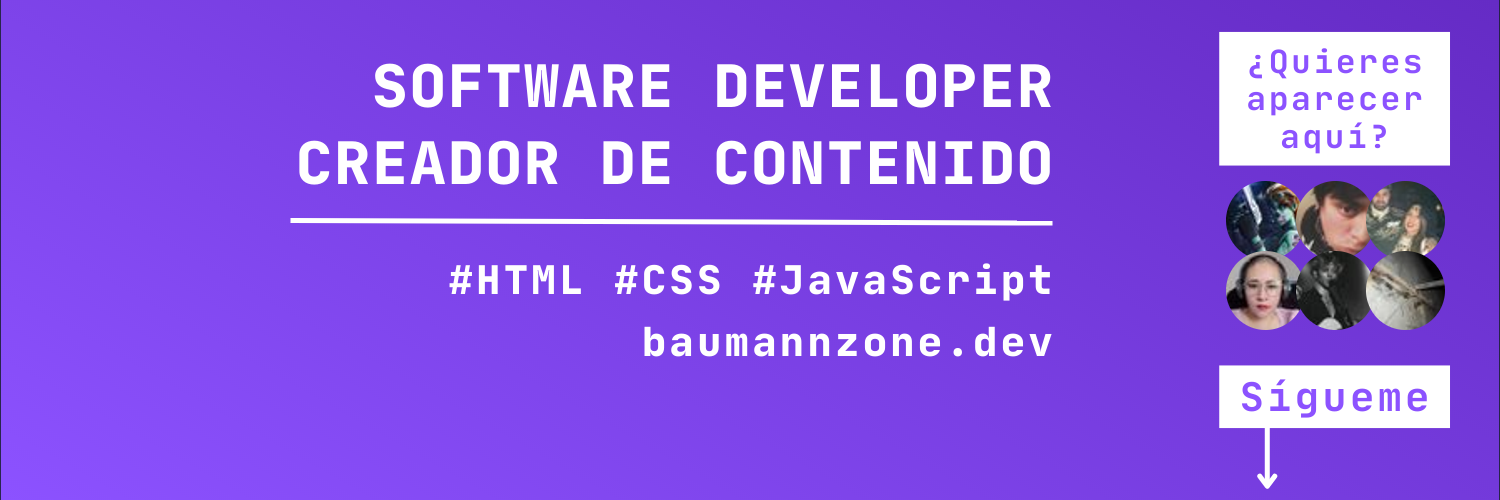 SOFTWARE DEVELOPER
CREADOR DE CONTENIDO
#HTML #CSS #JavaScript
baumannzone.dev
¿Quieres
aparecer
aquí?
Sígueme